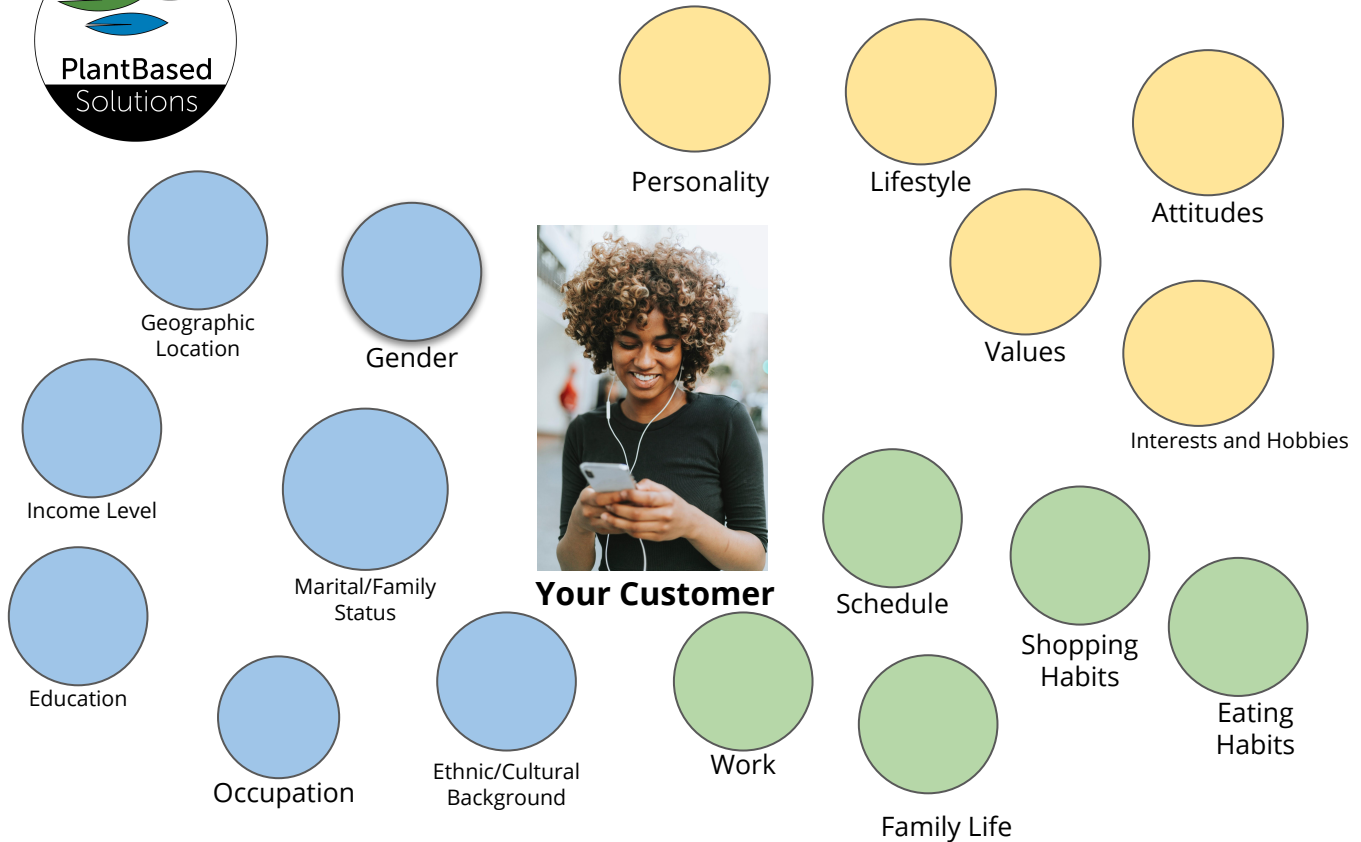 PlantBased
Solutions
Personality
Lifestyle
Attitudes
Geographic
Location
Gender
Values
Interests and Hobbies
Income Level
Marital/Family
Status
Your Customer
Schedule
Shopping
Habits
Education
Eating
Habits
Occupation
Ethnic/Cultural
Background
Work
Family Life